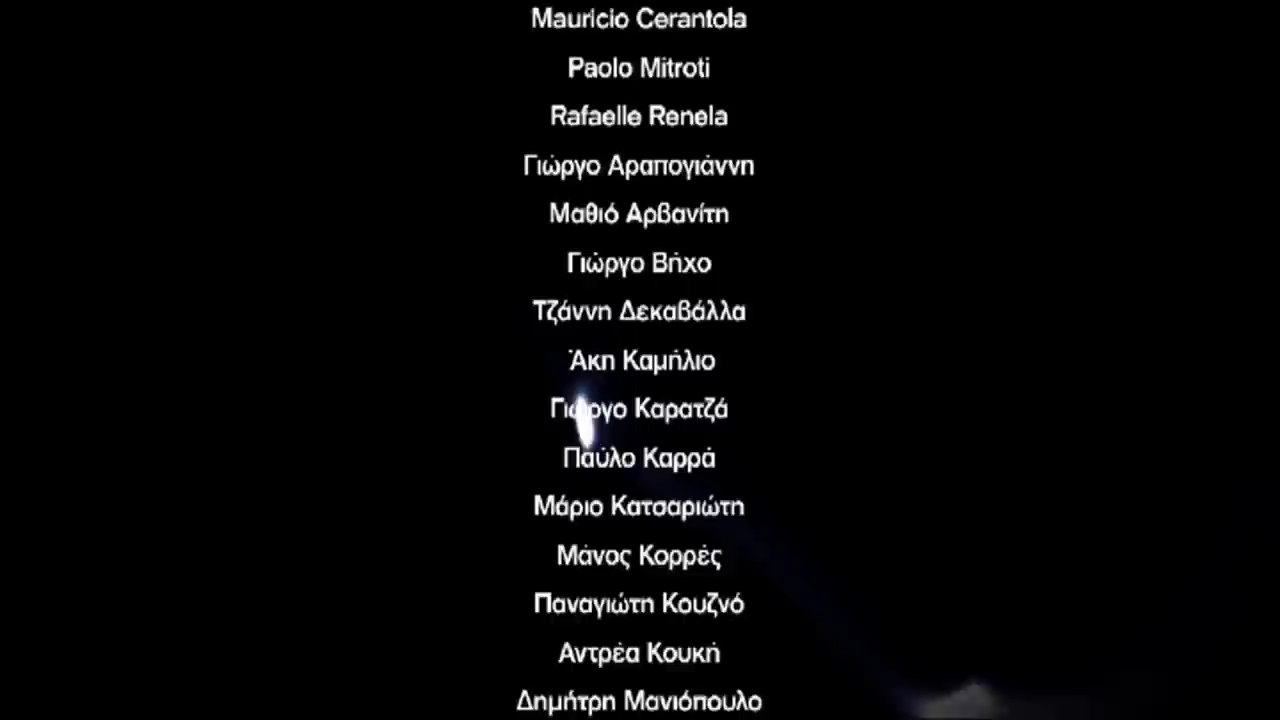 Mauricio Cerantola
Paolo Mitroti
Rafaelle Renela
Γιώργο Αραπογιάννη
Μαθιό Αρβανίτη
Γιώργο Βήχο
Τζάννη Δεκαβάλλα
Άκη Καμήλιο
Γιώργο Καρατζά
Παύλο Καρρά
Μάριο Κατσαριώτη
Μάνος Κορρές
Παναγιώτη Κουζνό
Αντρέα Κουκή
Δημήτρη Μανιόπουλο